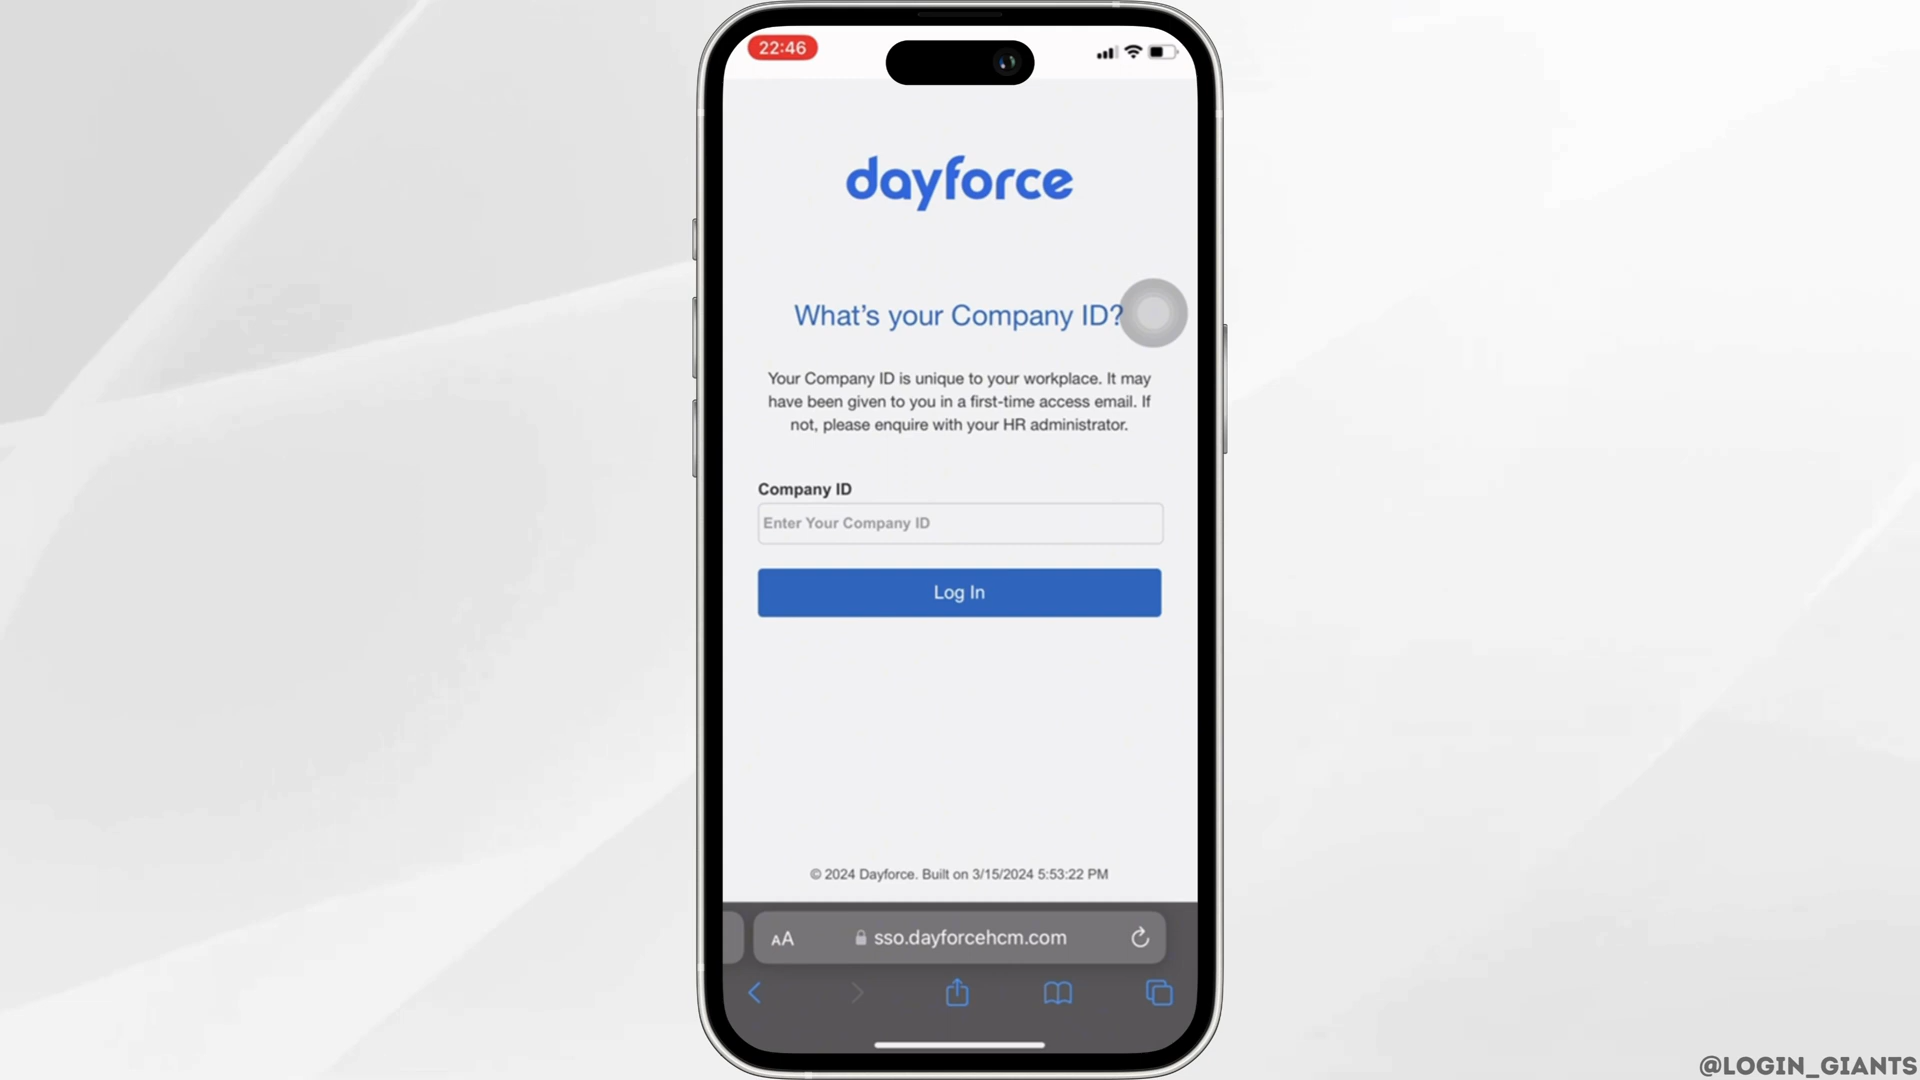 22:46
dayforce
What's your Company ID?
Your Company ID is unique to your workplace. It may
have been given to you in a first-time access email. If
not, please enquire with your HR administrator.
Company ID
Enter Your Company ID
Log In
© 2024 Dayforce. Built on 3/15/2024 5:53:22 PM
AA sso.dayforcehcm.com
@LOGIN_GIANTS